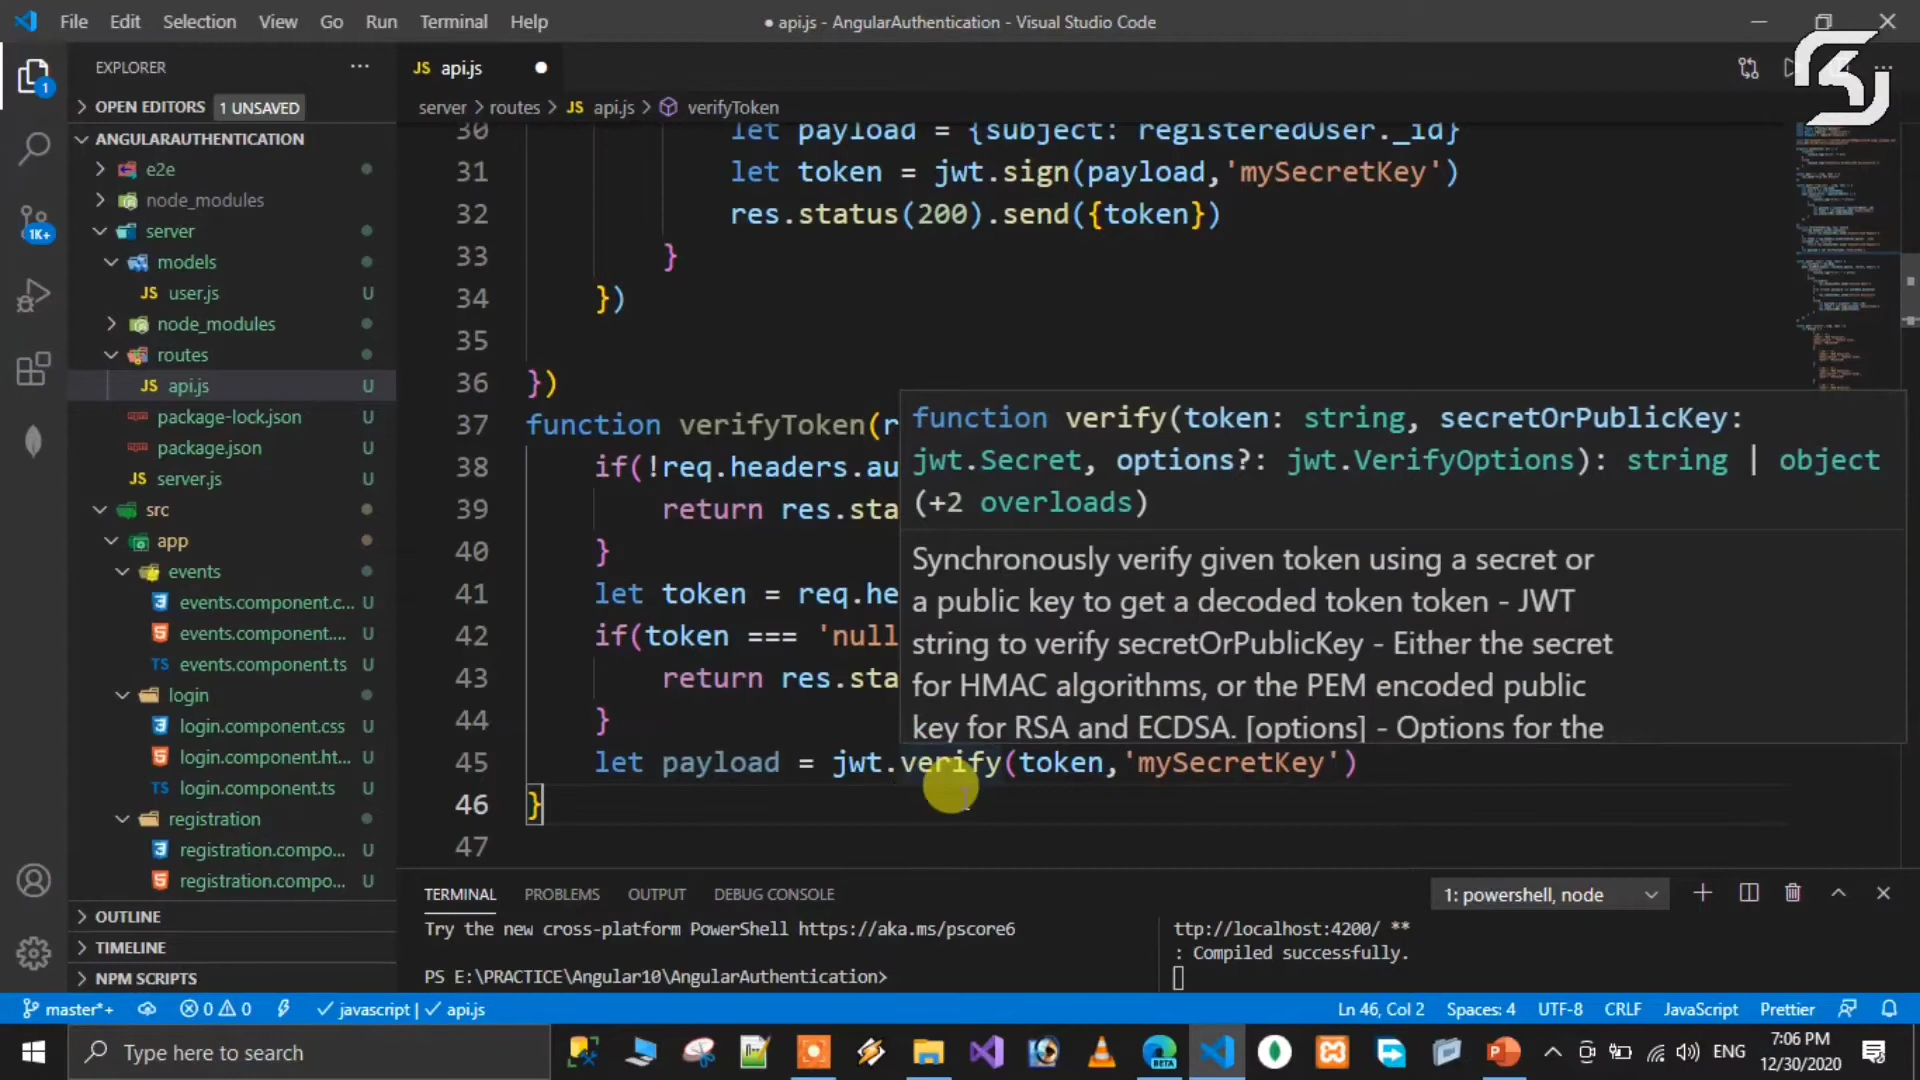 File Edit Selection View Go Run Terminal Help
● api.js - AngularAuthentication - Visual Studio Code
EXPLORER
OPEN EDITORS 1 UNSAVED
ANGULARAUTHENTICATION
e2e
node_modules
server
models
user.js U
node_modules
routes
api.js U
package-lock.json U
package.json U
server.js U
src
app
events
events.component.c... U
events.component.... U
events.component.ts U
login
login.component.css U
login.component.ht... U
login.component.ts U
registration
registration.compo... U
registration.compo... U
OUTLINE
TIMELINE
NPM SCRIPTS
1
1K+
JS api.js ●
server > routes > JS api.js > verifyToken
30 let payload = {subject: registeredUser._id}
31 let token = jwt.sign(payload,'mySecretKey')
32 res.status(200).send({token})
33 }
34 })
35
36 })
37 function verifyToken(r
38 if(!req.headers.au
39 return res.sta
40 }
41 let token = req.he
42 if(token === 'null
43 return res.sta
44 }
45 let payload = jwt.verify(token,'mySecretKey')
46 }
47
function verify(token: string, secretOrPublicKey:
jwt.Secret, options?: jwt.VerifyOptions): string | object
(+2 overloads)
Synchronously verify given token using a secret or
a public key to get a decoded token token - JWT
string to verify secretOrPublicKey - Either the secret
for HMAC algorithms, or the PEM encoded public
key for RSA and ECDSA. [options] - Options for the
TERMINAL PROBLEMS OUTPUT DEBUG CONSOLE 1: powershell, node
Try the new cross-platform PowerShell https://aka.ms/pscore6
PS E:\PRACTICE\Angular10\AngularAuthentication>
ttp://localhost:4200/ **
: Compiled successfully.
master*+ 0 0 javascript | api.js Ln 46, Col 2 Spaces: 4 UTF-8 CRLF JavaScript Prettier
Type here to search
ENG
7:06 PM
12/30/2020